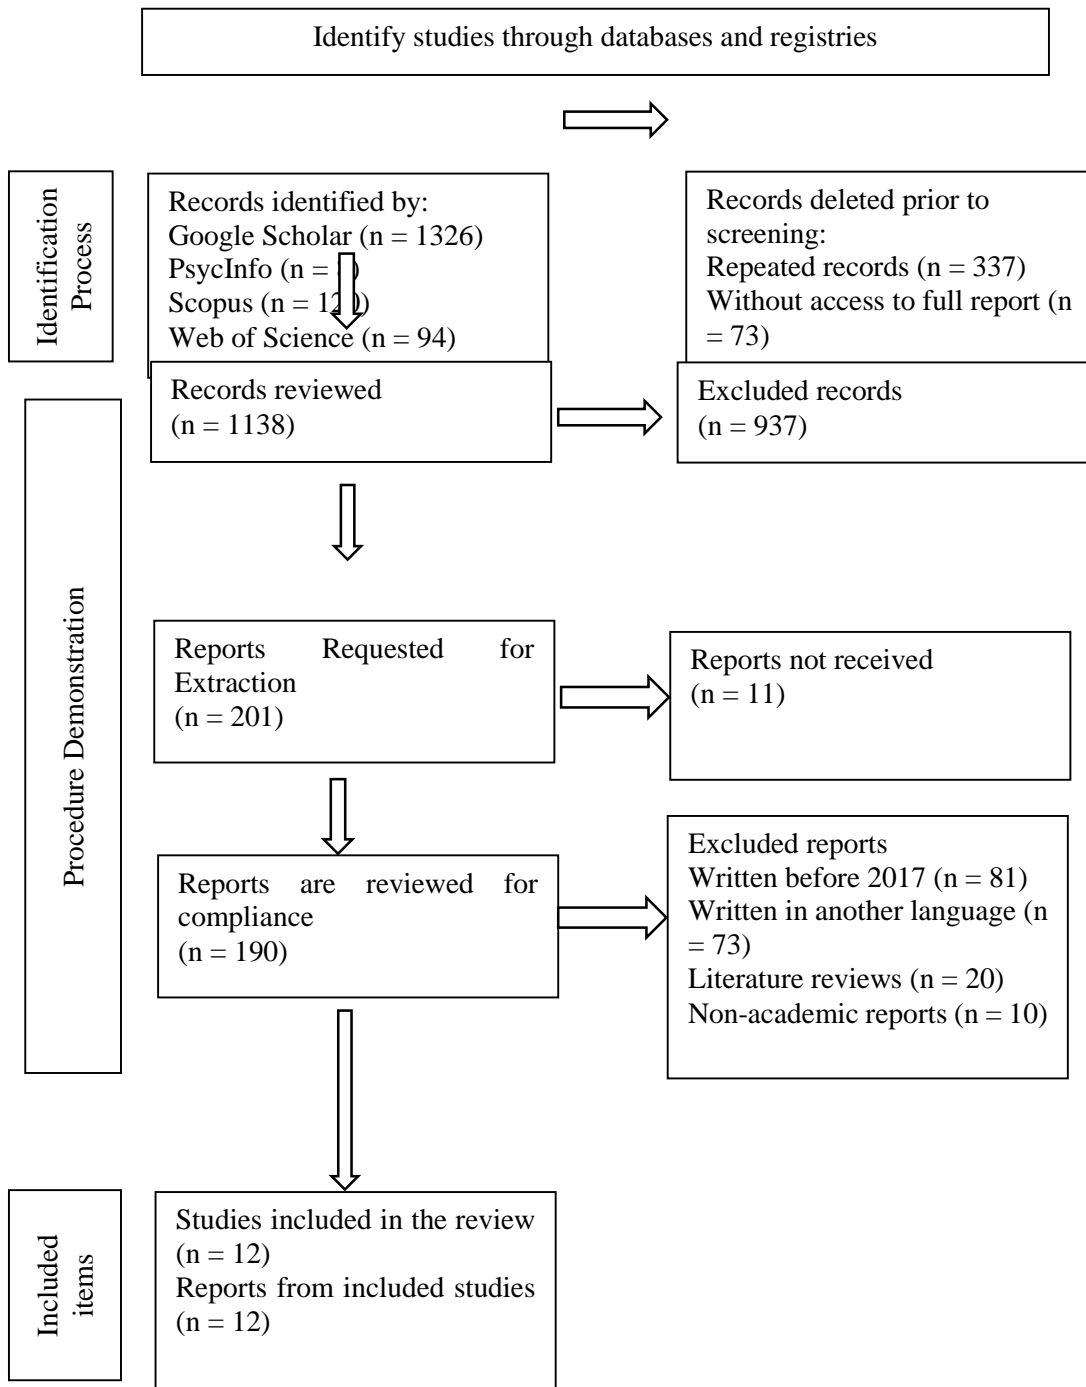 Identify studies through databases and registries
Identification
Process
Records identified by:
Google Scholar (n = 1326)
PsycInfo (n =
Scopus (n =
Web of Science (n = 94)
Records deleted prior to
screening:
Repeated records (n = 337)
Without access to full report (n
= 73)
Procedure Demonstration
Records reviewed
(n = 1138)
Excluded records
(n = 937)
Reports Requested for
Extraction
(n = 201)
Reports not received
(n = 11)
Reports are reviewed for
compliance
(n = 190)
Excluded reports
Written before 2017 (n = 81)
Written in another language (n
= 73)
Literature reviews (n = 20)
Non-academic reports (n = 10)
Included
items
Studies included in the review
(n = 12)
Reports from included studies
(n = 12)